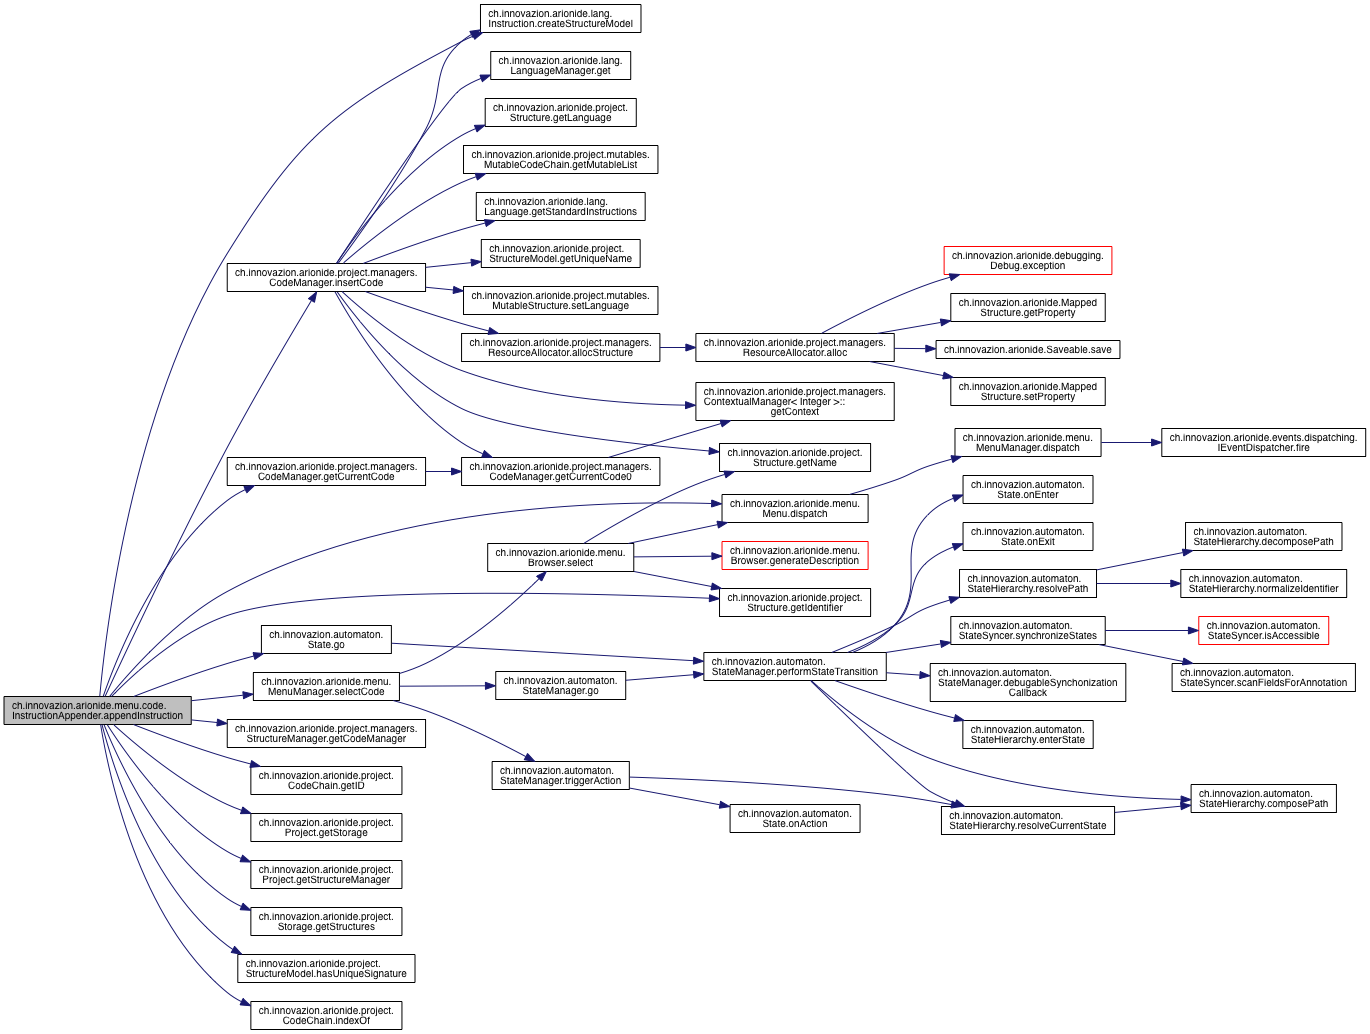 ch.innovazion.arionide.lang.
Instruction.createStructureModel
ch.innovazion.arionide.lang.
LanguageManager.get
ch.innovazion.arionide.project.
Structure.getLanguage
ch.innovazion.arionide.project.mutables.
MutableCodeChain.getMutableList
ch.innovazion.arionide.lang.
Language.getStandardInstructions
ch.innovazion.arionide.project.
StructureModel.getUniqueName
ch.innovazion.arionide.project.managers.
CodeManager.insertCode
ch.innovazion.arionide.project.mutables.
MutableStructure.setLanguage
ch.innovazion.arionide.project.managers.
ResourceAllocator.allocStructure
ch.innovazion.arionide.project.managers.
ResourceAllocator.alloc
ch.innovazion.arionide.debugging.
Debug.exception
ch.innovazion.arionide.Mapped
Structure.getProperty
ch.innovazion.arionide.Saveable.save
ch.innovazion.arionide.Mapped
Structure.setProperty
ch.innovazion.arionide.project.managers.
ContextualManager< Integer >::
getContext
ch.innovazion.arionide.project.managers.
CodeManager.getCurrentCode
ch.innovazion.arionide.project.managers.
CodeManager.getCurrentCode0
ch.innovazion.arionide.project.
Structure.getName
ch.innovazion.arionide.menu.
MenuManager.dispatch
ch.innovazion.arionide.events.dispatching.
IEventDispatcher.fire
ch.innovazion.arionide.menu.
Menu.dispatch
ch.innovazion.automaton.
State.onEnter
ch.innovazion.automaton.
State.onExit
ch.innovazion.arionide.menu.
Browser.select
ch.innovazion.arionide.menu.
Browser.generateDescription
ch.innovazion.automaton.
StateHierarchy.decomposePath
ch.innovazion.automaton.
StateHierarchy.resolvePath
ch.innovazion.automaton.
StateHierarchy.normalizeIdentifier
ch.innovazion.arionide.project.
Structure.getIdentifier
ch.innovazion.automaton.
State.go
ch.innovazion.automaton.
StateSyncer.synchronizeStates
ch.innovazion.automaton.
StateSyncer.isAccessible
ch.innovazion.automaton.
StateManager.performStateTransition
ch.innovazion.automaton.
StateSyncer.scanFieldsForAnnotation
ch.innovazion.arionide.menu.
MenuManager.selectCode
ch.innovazion.automaton.
StateManager.go
ch.innovazion.automaton.
StateManager.debugableSynchonization
Callback
ch.innovazion.arionide.menu.code.
InstructionAppender.appendInstruction
ch.innovazion.arionide.project.managers.
StructureManager.getCodeManager
ch.innovazion.automaton.
StateHierarchy.enterState
ch.innovazion.arionide.project.
CodeChain.getID
ch.innovazion.automaton.
StateManager.triggerAction
ch.innovazion.automaton.
StateHierarchy.composePath
ch.innovazion.arionide.project.
Project.getStorage
ch.innovazion.automaton.
State.onAction
ch.innovazion.automaton.
StateHierarchy.resolveCurrentState
ch.innovazion.arionide.project.
Project.getStructureManager
ch.innovazion.arionide.project.
Storage.getStructures
ch.innovazion.arionide.project.
StructureModel.hasUniqueSignature
ch.innovazion.arionide.project.
CodeChain.indexOf